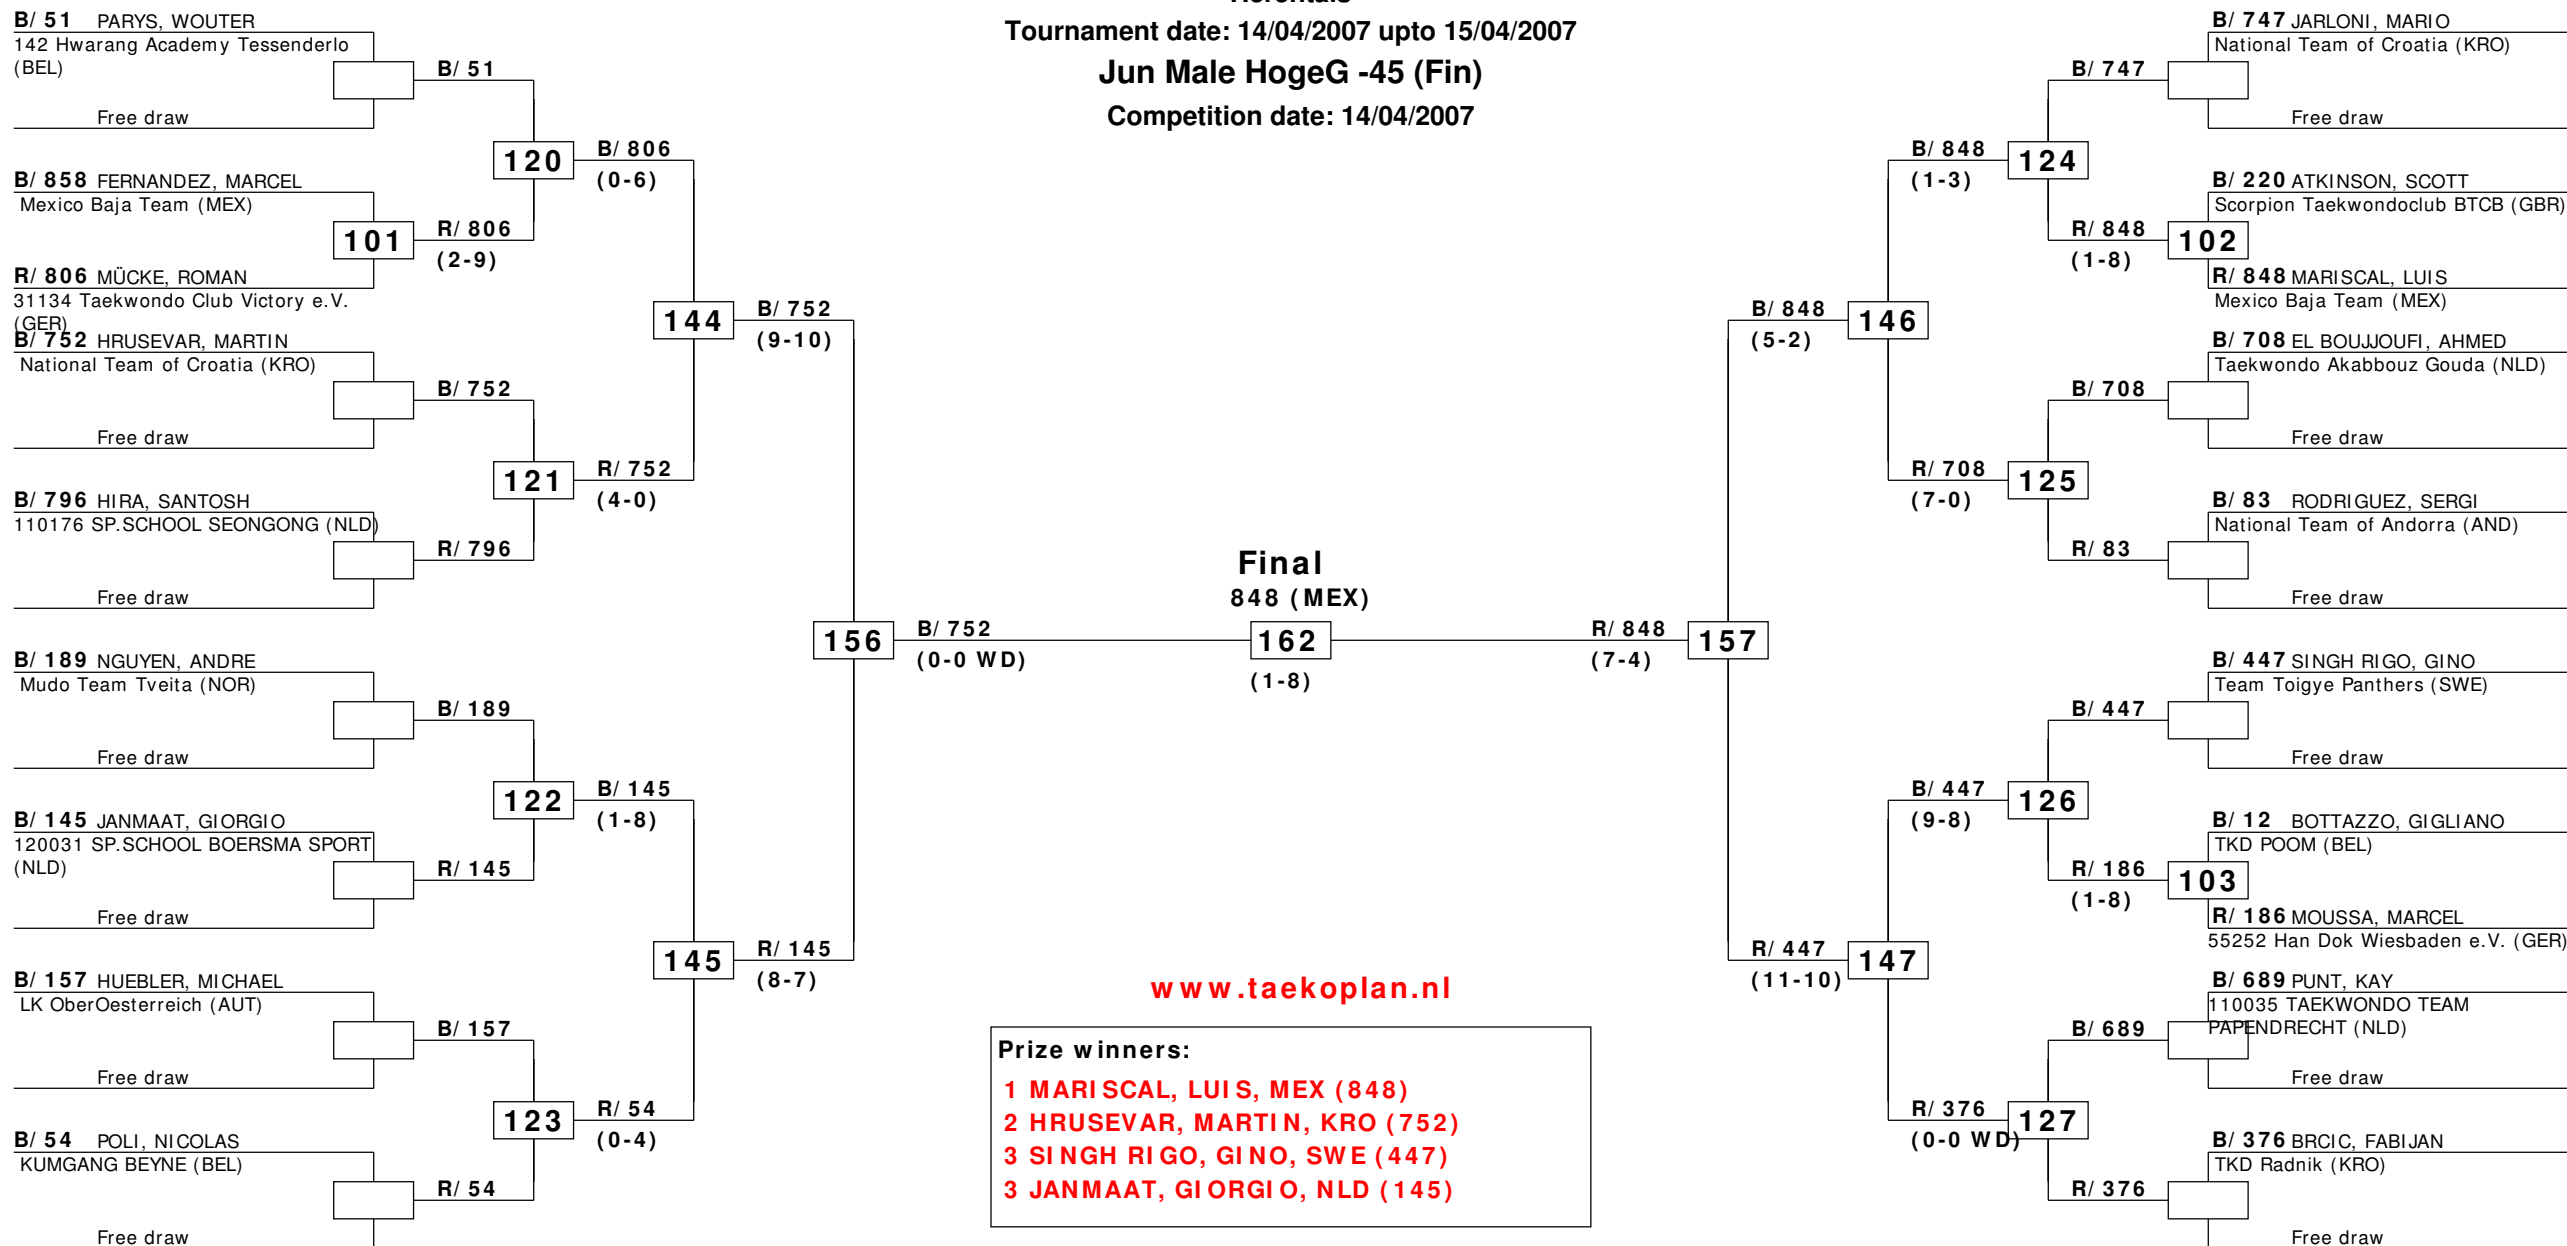 Herentals
Tournament date: 14/04/2007 upto 15/04/2007
Jun Male HogeG -45 (Fin)
Competition date: 14/04/2007
B/ 51 PARYS, WOUTER
142 Hwarang Academy Tessenderlo
(BEL)
B/ 51
Free draw
120
B/ 806
(0-6)
B/ 858 FERNANDEZ, MARCEL
Mexico Baja Team (MEX)
101
R/ 806
(2-9)
R/ 806 MÜCKE, ROMAN
31134 Taekwondo Club Victory e.V.
(GER)
144
B/ 752
(9-10)
B/ 752 HRUSEVAR, MARTIN
National Team of Croatia (KRO)
B/ 752
Free draw
121
R/ 752
(4-0)
B/ 796 HIRA, SANTOSH
110176 SP.SCHOOL SEONGONG (NLD)
R/ 796
Free draw
156
B/ 752
(0-0 WD)
B/ 189 NGUYEN, ANDRE
Mudo Team Tveita (NOR)
B/ 189
Free draw
122
B/ 145
(1-8)
B/ 145 JANMAAT, GIORGIO
120031 SP.SCHOOL BOERSMA SPORT
(NLD)
R/ 145
Free draw
145
R/ 145
(8-7)
B/ 157 HUEBLER, MICHAEL
LK OberOesterreich (AUT)
B/ 157
Free draw
123
R/ 54
(0-4)
B/ 54 POLI, NICOLAS
KUMGANG BEYNE (BEL)
R/ 54
Free draw
Final
848 (MEX)
162
(1-8)
B/ 747 JARLONI, MARIO
National Team of Croatia (KRO)
B/ 747
Free draw
B/ 848
124
(1-3)
B/ 220 ATKINSON, SCOTT
Scorpion Taekwondoclub BTCB (GBR)
R/ 848
102
(1-8)
R/ 848 MARISCAL, LUIS
Mexico Baja Team (MEX)
B/ 848
146
(5-2)
B/ 708 EL BOUJJOUFI, AHMED
Taekwondo Akabbouz Gouda (NLD)
B/ 708
Free draw
R/ 708
125
(7-0)
B/ 83 RODRIGUEZ, SERGI
National Team of Andorra (AND)
R/ 83
Free draw
R/ 848
157
(7-4)
B/ 447 SINGH RIGO, GINO
Team Toigye Panthers (SWE)
B/ 447
Free draw
B/ 447
126
(9-8)
B/ 12 BOTTAZZO, GIGLIANO
TKD POOM (BEL)
R/ 186
103
(1-8)
R/ 186 MOUSSA, MARCEL
55252 Han Dok Wiesbaden e.V. (GER)
R/ 447
147
(11-10)
B/ 689 PUNT, KAY
110035 TAEKWONDO TEAM
PAPENDRECHT (NLD)
B/ 689
Free draw
R/ 376
127
(0-0 WD)
B/ 376 BRCIC, FABIJAN
TKD Radnik (KRO)
R/ 376
Free draw
www.taekoplan.nl
Prize winners:
1 MARISCAL, LUIS, MEX (848)
2 HRUSEVAR, MARTIN, KRO (752)
3 SINGH RIGO, GINO, SWE (447)
3 JANMAAT, GIORGIO, NLD (145)